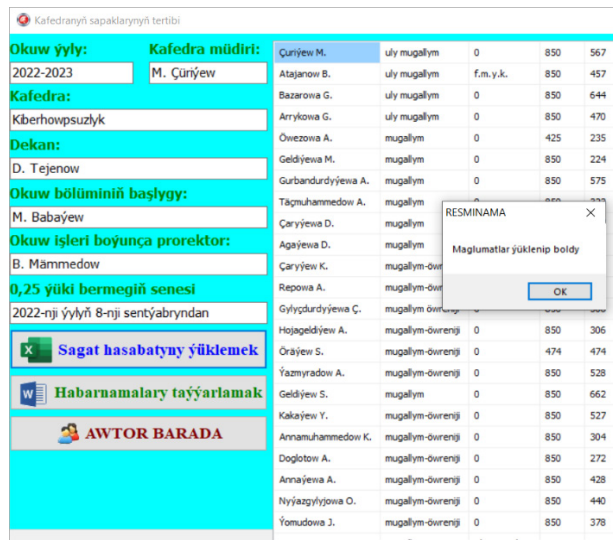 Kafedranyň sapaklarynyň tertibi
Okuw ýyly: Kafedra müdiri:
2022-2023 M. Çüriýew
Kafedra:
Kiberhowpsuzlyk
Dekan:
D. Tejenow
Okuw bölüminiň başlygy:
M. Babaýew
Okuw işleri boýunça prorektor:
B. Mämmedow
0,25 ýüki bermegiň senesi
2022-nji ýylyň 8-nji sentýabryndan
Sagat hasabatyny ýüklemek
Habarnamalary taýýarlamak
AWTOR BARADA
Çuriýew M. uly mugallym 0 850 567
Atajanow B. uly mugallym f.m.y.k. 850 457
Bazarowa G. uly mugallym 0 850 644
Arrykowa G. uly mugallym 0 850 470
Öwezowa A. mugallym 0 425 235
Geldiýewa M. mugallym 0 850 224
Gurbandurdyýewa A. mugallym 0 850 575
Täçmuhammedow A. mugallym
Çaryýewa D. mugallym
Agaýewa D. mugallym
Çaryýew K.
Repowa A.
Gylyçdurdyýewa Ç. mugallym
Hojageldiýew A. mugallym-öwreniji 0 850 306
Öräýew S. mugallym-öwreniji 0 474 474
Ýazmyradow A. mugallym-öwreniji 0 850 528
Geldiýew S. mugallym 0 850 662
Kakaýew Y. mugallym-öwreniji 0 850 527
Annamuhammedow K. mugallym-öwreniji 0 850 304
Doglotow A. mugallym-öwreniji 0 850 272
Annaýewa A. mugallym-öwreniji 0 850 428
Nyýazgylyjowa O. mugallym-öwreniji 0 850 440
Ýomudowa J. mugallym-öwreniji 0 850 378
RESMINAMA
Maglumatlar ýüklenip boldy
OK